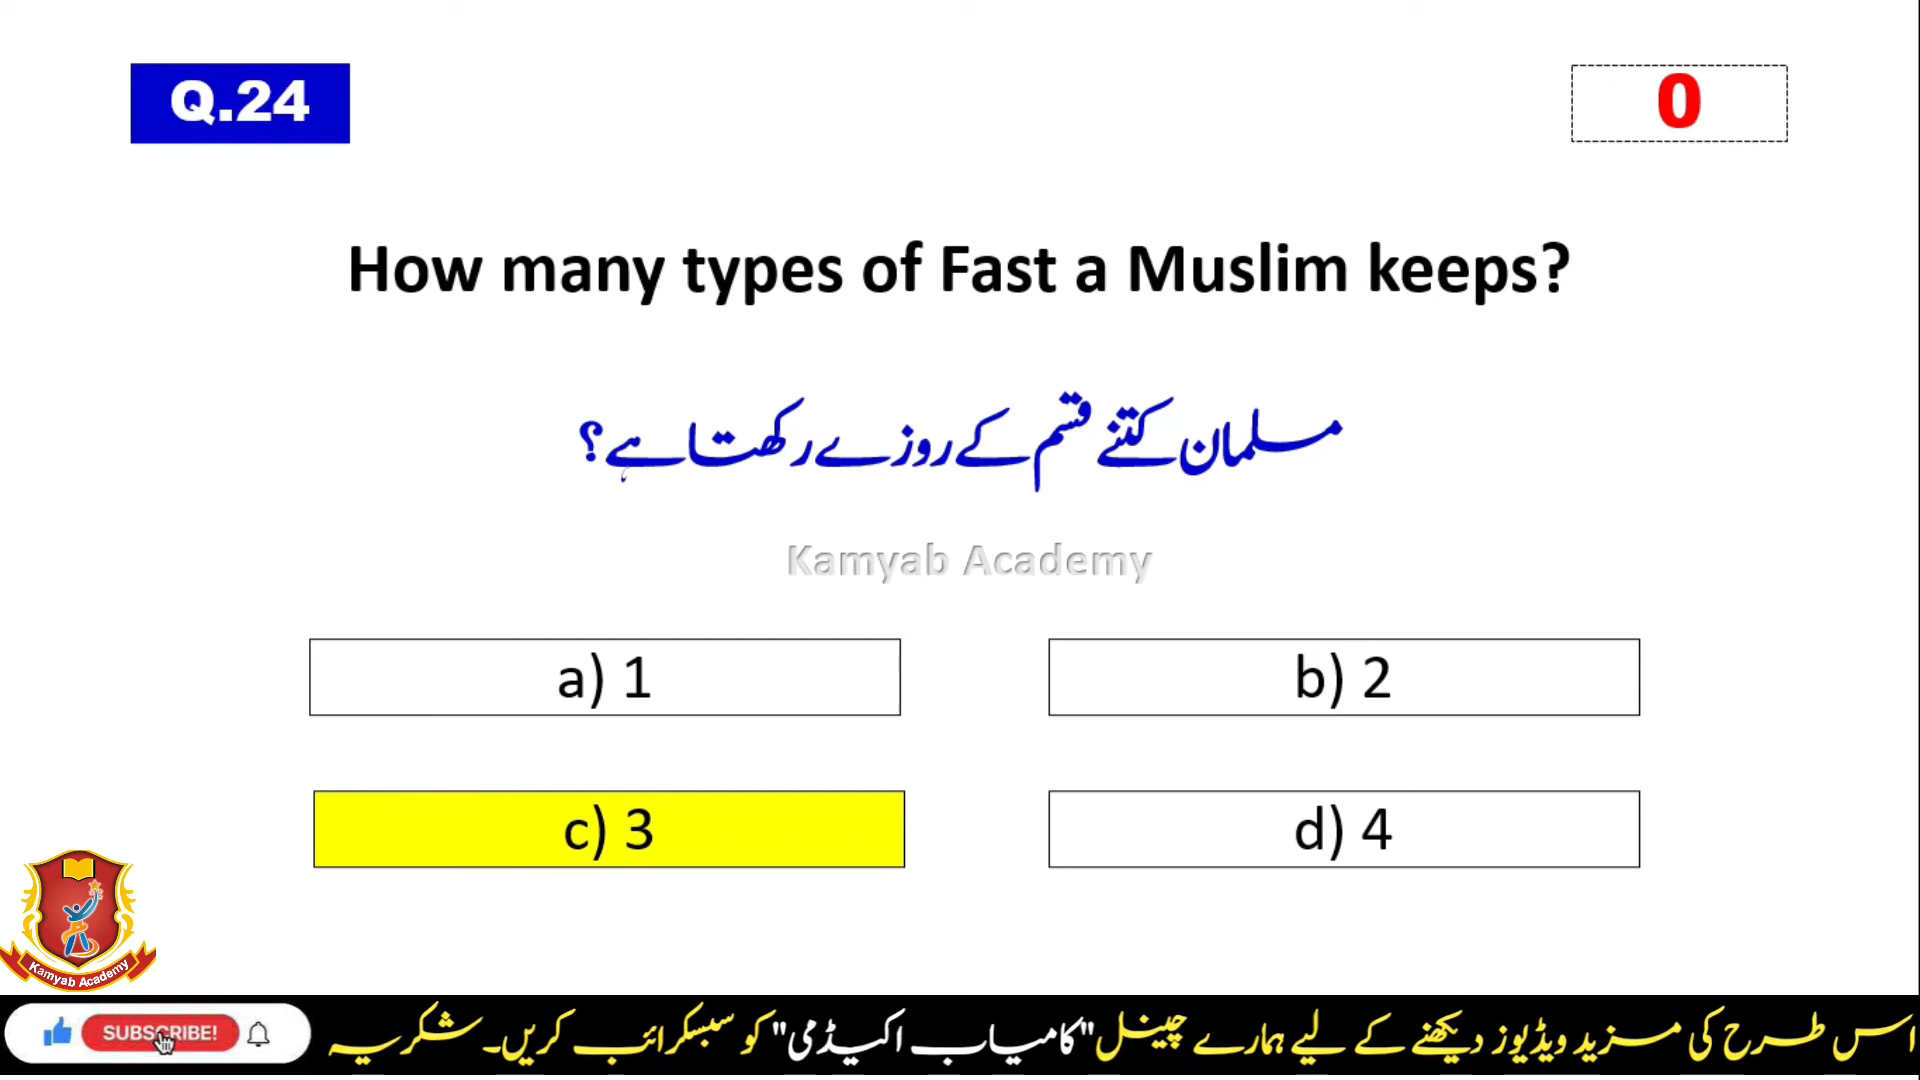 Q.24
0
How many types of Fast a Muslim keeps?
مسلمان کتنے قسم کے روزے رکھتا ہے؟
Kamyab Academy
a) 1
b) 2
c) 3
d) 4
Kamyab Academy
SUBSCRIBE!
اس طرح کی مزید ویڈیوز دیکھنے کے لیے ہمارے چینل "کامیاب اکیڈمی" کو سبسکرائب کریں۔ شکریہ